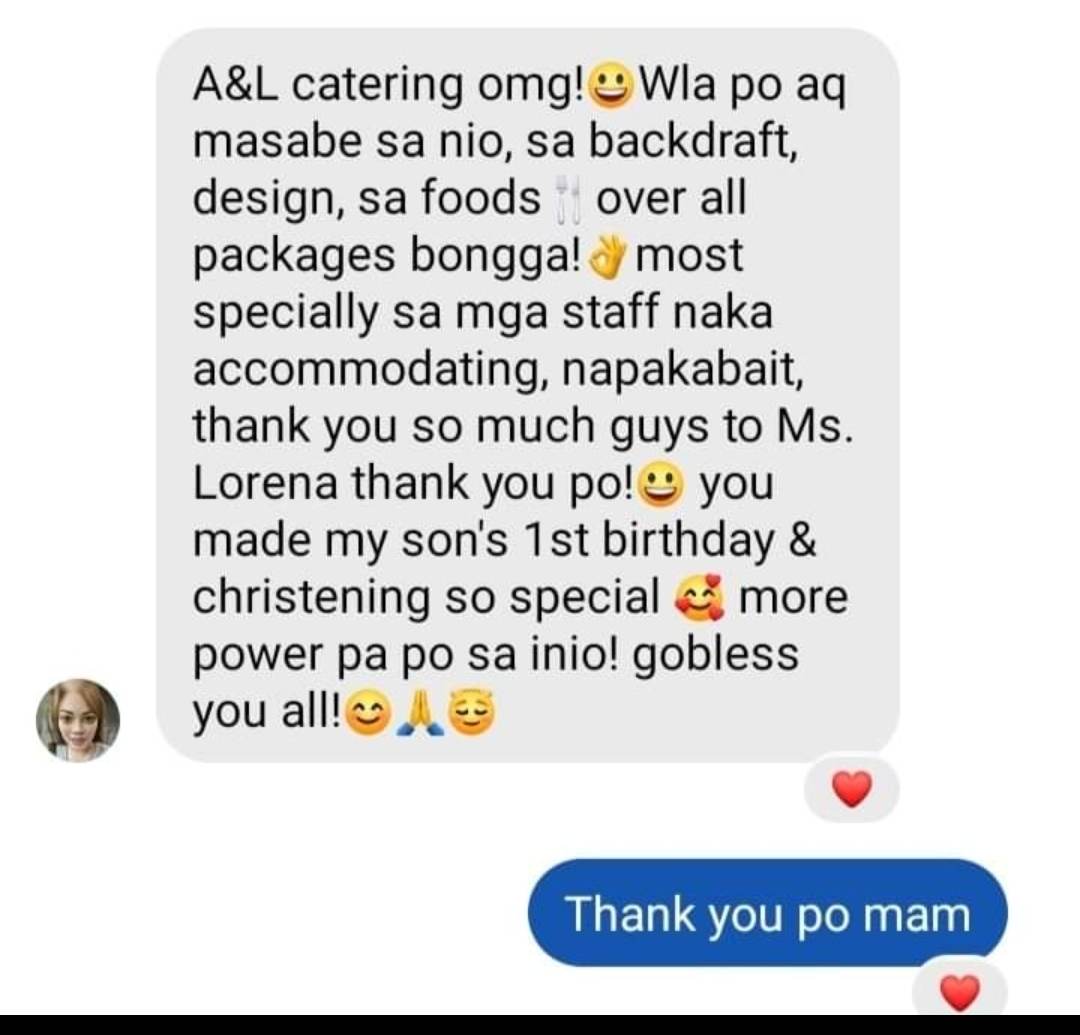 A&L catering omg!😀Wla po aq
masabe sa nio, sa backdraft,
design, sa foods 🍴 over all
packages bongga!👌most
specially sa mga staff naka
accommodating, napakabait,
thank you so much guys to Ms.
Lorena thank you po!😀 you
made my son's 1st birthday &
christening so special 🥰 more
power pa po sa inio! gobless
you all!😊🙏😇
❤️
Thank you po mam
❤️